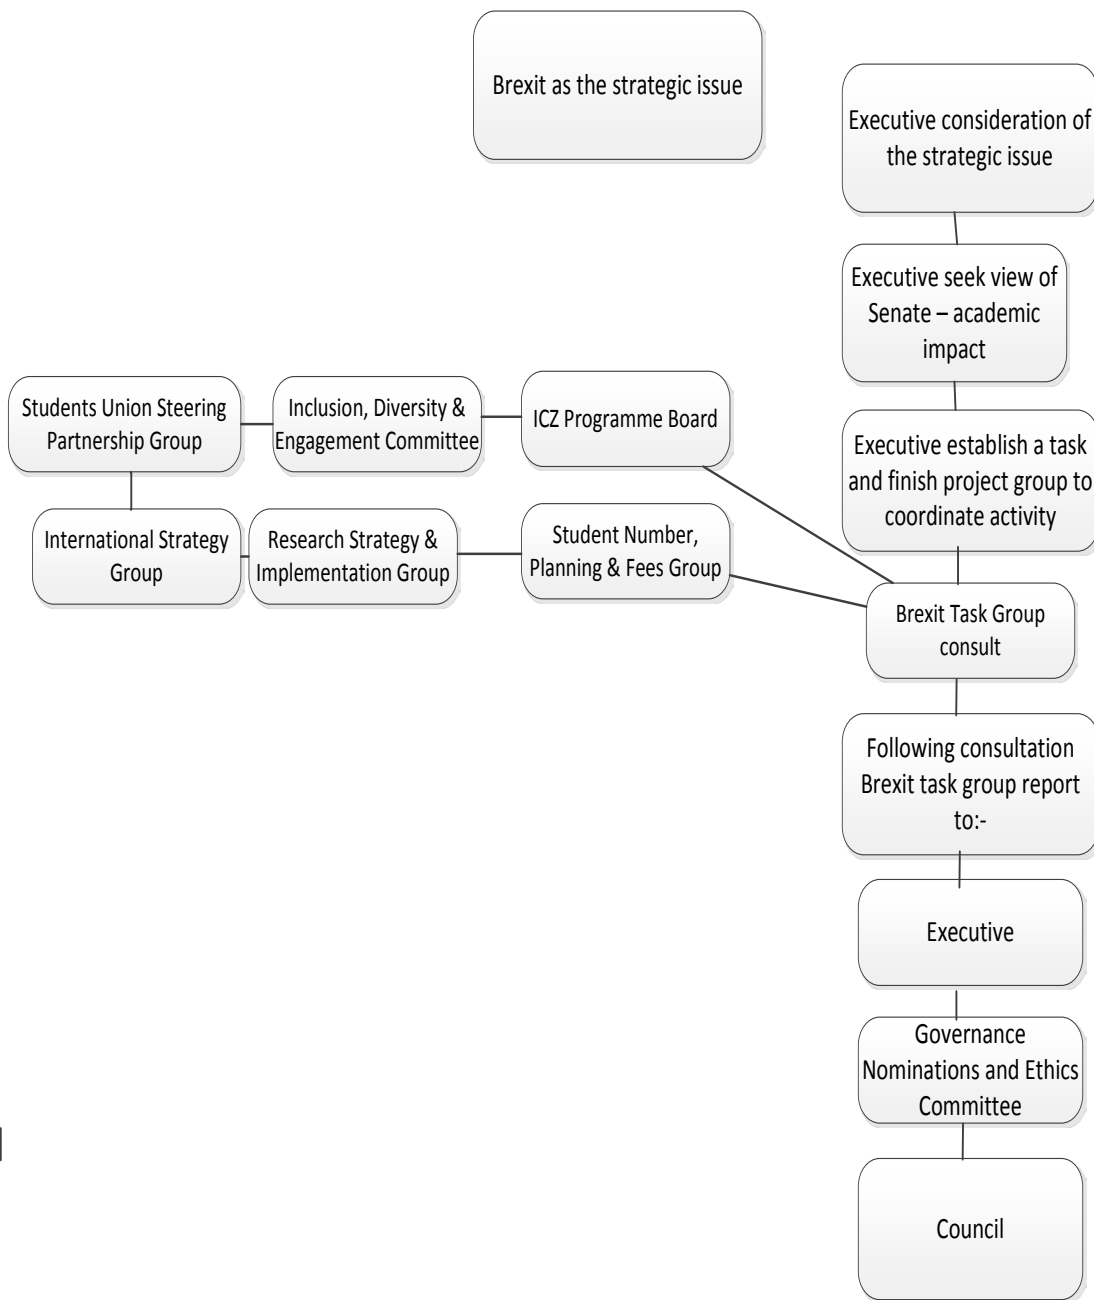 Brexit as the strategic issue
Executive consideration of
the strategic issue
Executive seek view of
Senate – academic
impact
Students Union Steering
Partnership Group
Inclusion, Diversity &
Engagement Committee
ICZ Programme Board
Executive establish a task
and finish project group to
coordinate activity
International Strategy
Group
Research Strategy &
Implementation Group
Student Number,
Planning & Fees Group
Brexit Task Group
consult
Following consultation
Brexit task group report
to:-
Executive
Governance
Nominations and Ethics
Committee
Council